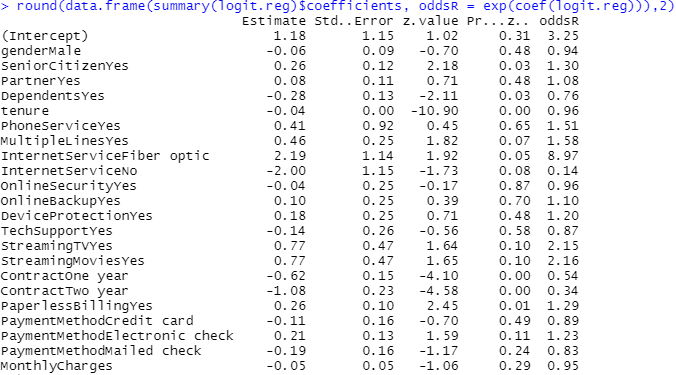 > round(data.frame(summary(logit.reg)$coefficients, oddsR = exp(coef(logit.reg))),2)
Estimate Std..Error z.value Pr...z.. oddsR
(Intercept) 1.18 1.15 1.02 0.31 3.25
genderMale -0.06 0.09 -0.70 0.48 0.94
SeniorCitizenYes 0.26 0.12 2.18 0.03 1.30
PartnerYes 0.08 0.11 0.71 0.48 1.08
DependentsYes -0.28 0.13 -2.11 0.03 0.76
tenure -0.04 0.00 -10.90 0.00 0.96
PhoneServiceYes 0.41 0.92 0.45 0.65 1.51
MultipleLinesYes 0.46 0.25 1.82 0.07 1.58
InternetServiceFiber optic 2.19 1.14 1.92 0.05 8.97
InternetServiceNo -2.00 1.15 -1.73 0.08 0.14
OnlineSecurityYes -0.04 0.25 -0.17 0.87 0.96
OnlineBackupYes 0.10 0.25 0.39 0.70 1.10
DeviceProtectionYes 0.18 0.25 0.71 0.48 1.20
TechSupportYes -0.14 0.26 -0.56 0.58 0.87
StreamingTVYes 0.77 0.47 1.64 0.10 2.15
StreamingMoviesYes 0.77 0.47 1.65 0.10 2.16
ContractOne year -0.62 0.15 -4.10 0.00 0.54
ContractTwo year -1.08 0.23 -4.58 0.00 0.34
PaperlessBillingYes 0.26 0.10 2.45 0.01 1.29
PaymentMethodCredit card -0.11 0.16 -0.70 0.49 0.89
PaymentMethodElectronic check 0.21 0.13 1.59 0.11 1.23
PaymentMethodMailed check -0.19 0.16 -1.17 0.24 0.83
MonthlyCharges -0.05 0.05 -1.06 0.29 0.95